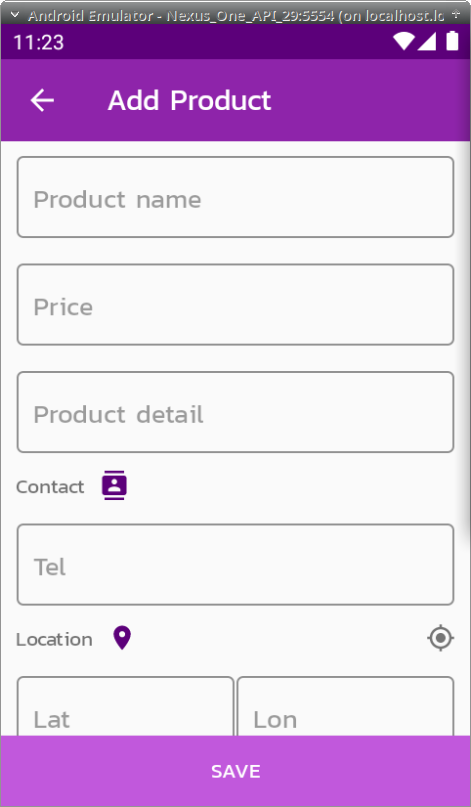 Android Emulator - Nexus_One_API_29:5554 (on localhost.lo
11:23
Add Product
Product name
Price
Product detail
Contact
Tel
Location
Lat Lon
SAVE